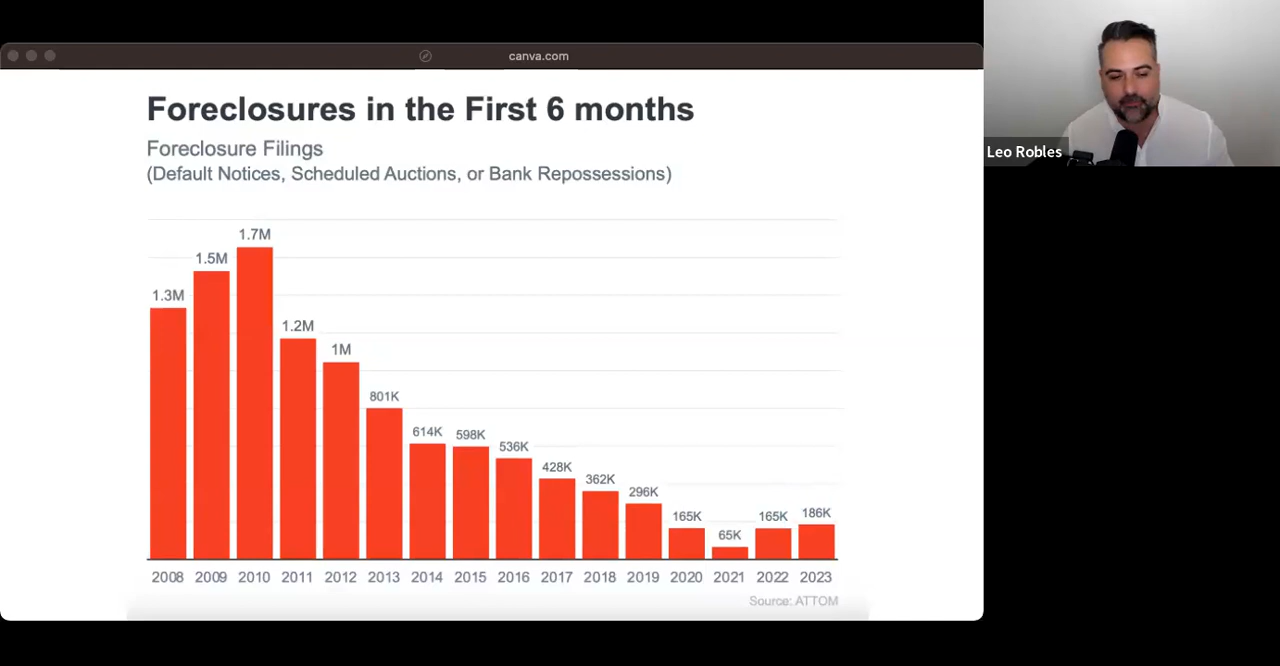 canva.com
Foreclosures in the First 6 months
Foreclosure Filings
(Default Notices, Scheduled Auctions, or Bank Repossessions)
1.3M
1.5M
1.7M
1.2M
1M
801K
614K
598K
536K
428K
362K
296K
165K
65K
165K
186K
2008 2009 2010 2011 2012 2013 2014 2015 2016 2017 2018 2019 2020 2021 2022 2023
Source: ATTOM
Leo Robles